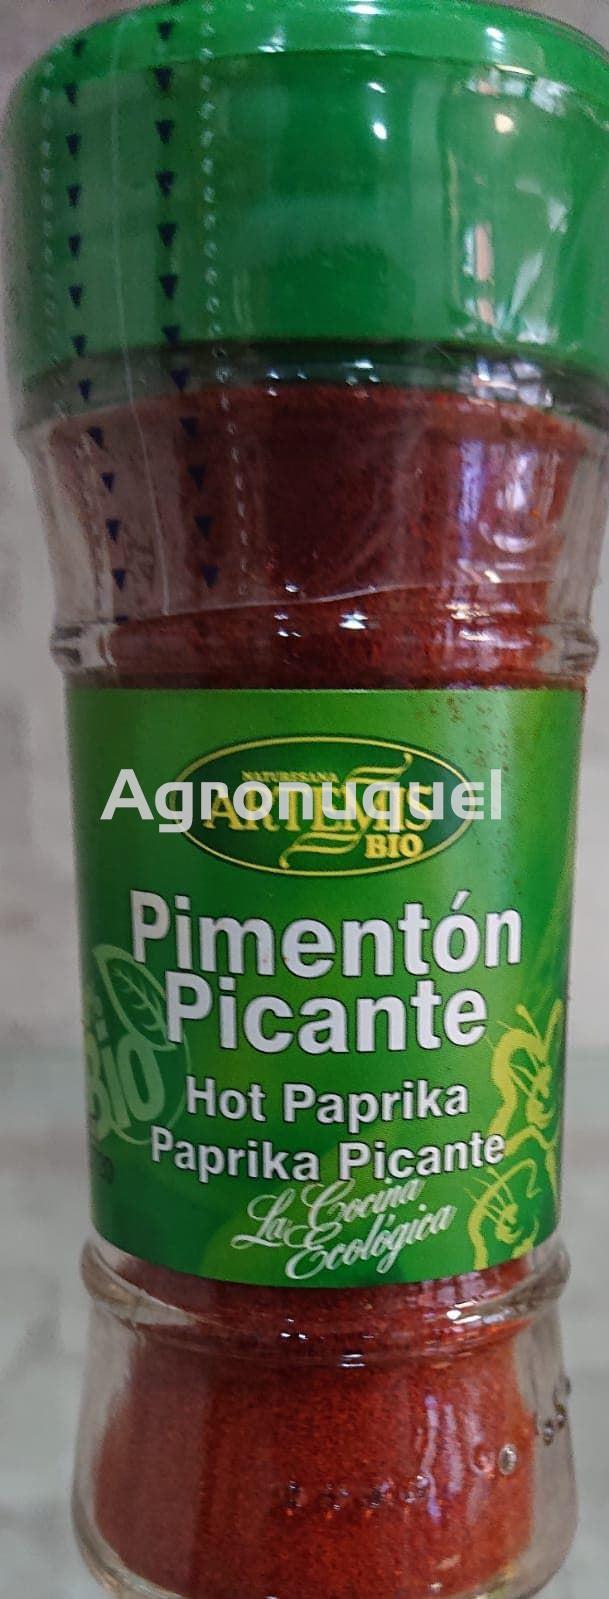 NATURESANA
ARTEMIS
BIO
Agronuquel
Pimentón
Picante
Bio
Hot Paprika
Paprika Picante
La Cocina
Ecológica